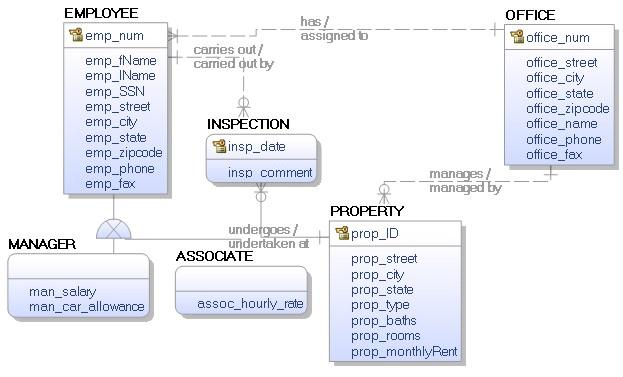 EMPLOYEE
emp_num
emp_fName
emp_lName
emp_SSN
emp_street
emp_city
emp_state
emp_zipcode
emp_phone
emp_fax
has /
assigned to
carries out /
carried out by
OFFICE
office_num
office_street
office_city
office_state
office_zipcode
office_name
office_phone
office_fax
INSPECTION
insp_date
insp_comment
manages /
managed by
undergoes /
undertaken at
PROPERTY
prop_ID
prop_street
prop_city
prop_state
prop_type
prop_baths
prop_rooms
prop_monthlyRent
MANAGER
man_salary
man_car_allowance
ASSOCIATE
assoc_hourly_rate